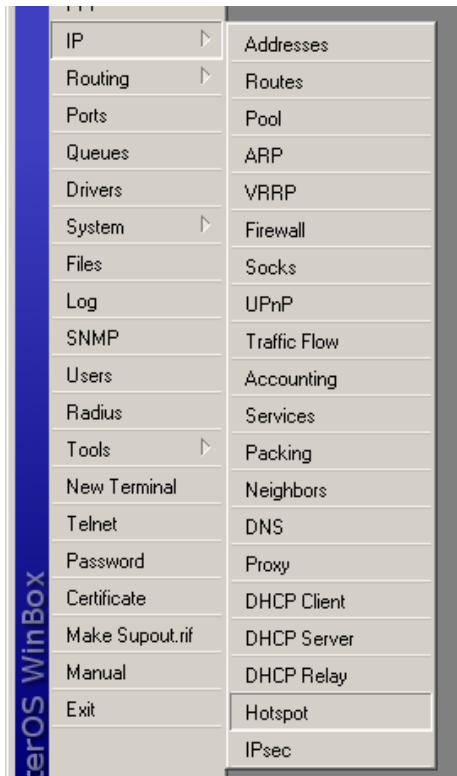 IP
Routing
Ports
Queues
Drivers
System
Files
Log
SNMP
Users
Radius
Tools
New Terminal
Telnet
Password
Certificate
Make Supout.rif
Manual
Exit
Addresses
Routes
Pool
ARP
VRRP
Firewall
Socks
UPnP
Traffic Flow
Accounting
Services
Packing
Neighbors
DNS
Proxy
DHCP Client
DHCP Server
DHCP Relay
Hotspot
IPsec
terOS WinBox